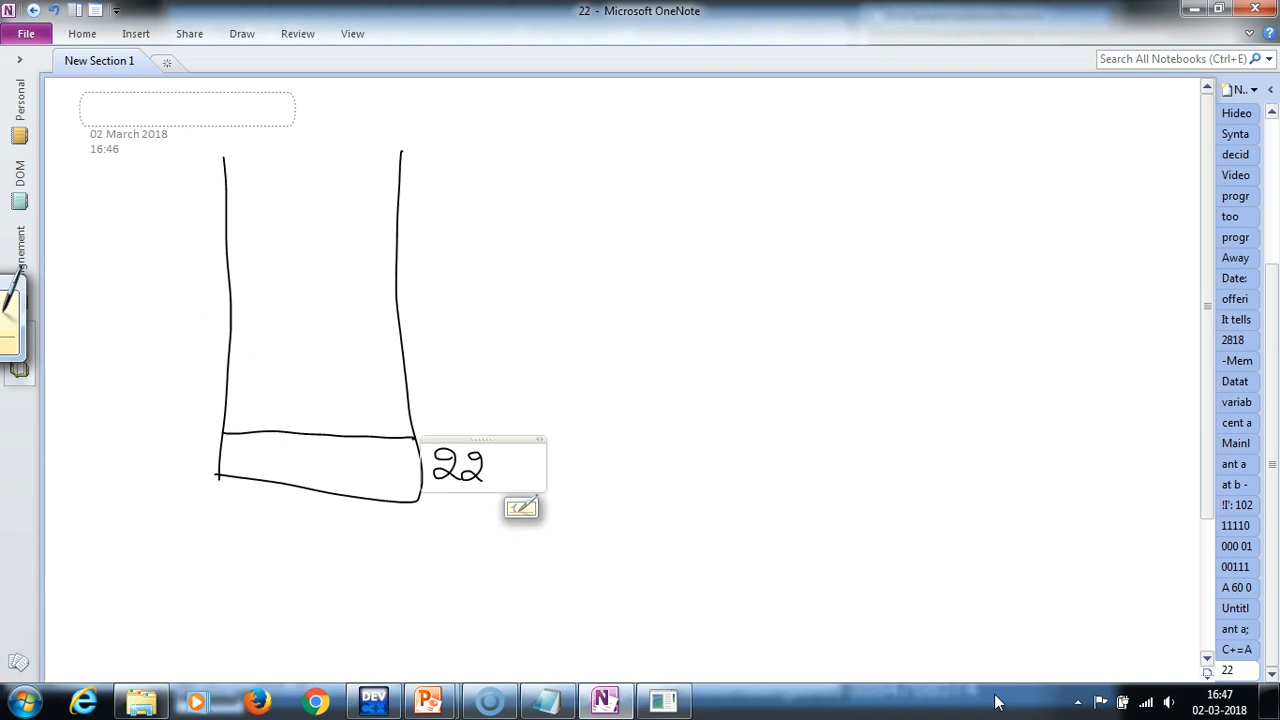 22 - Microsoft OneNote
File Home Insert Share Draw Review View
New Section 1
Search All Notebooks (Ctrl+E)
N..
Personal
DOM
02 March 2018
16:46
22
Hideo
Synta
decid
Video
progr
too
progr
Away
Date:
offeri
It tells
2818
-Mem
Datat
variab
cent a
Mainl
ant a
at b -
!I': 102
11110
000 01
00111
A 60 0
Untitl
ant a;
C+=A
22
DEV
16:47
02-03-2018